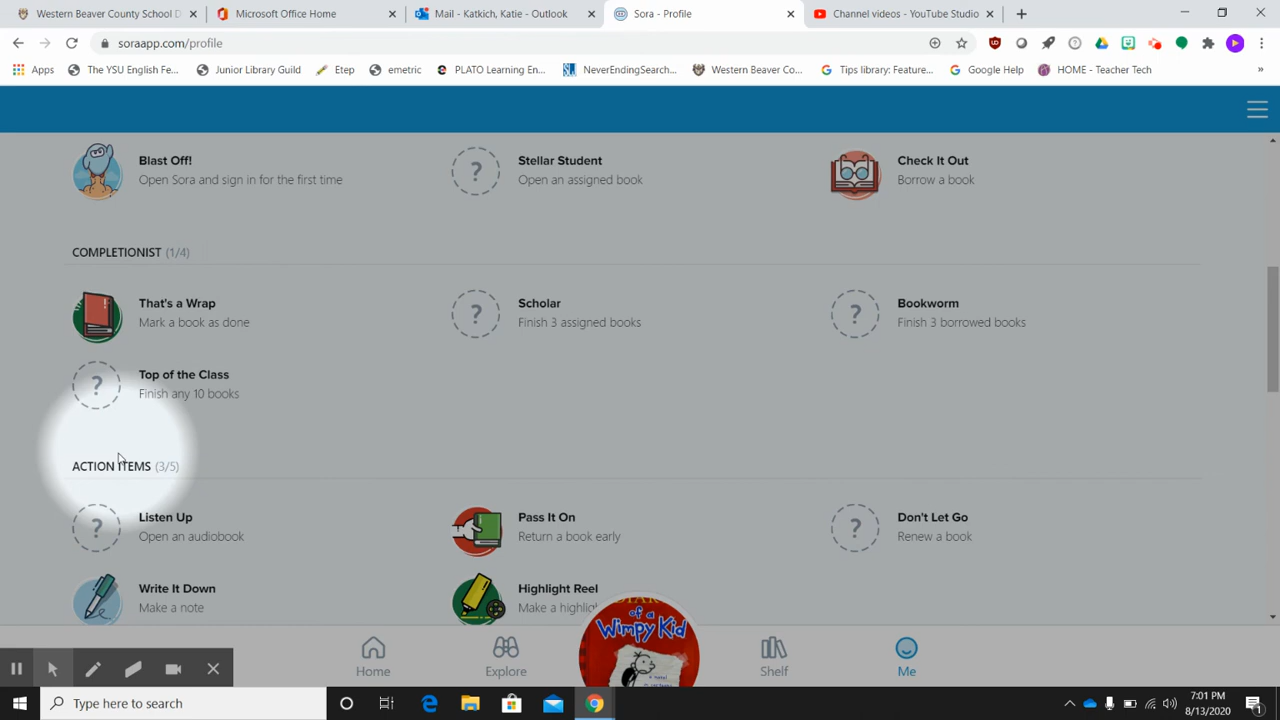 Western Beaver County School D
Microsoft Office Home
Mail - Katkich, Katie - Outlook
Sora - Profile
Channel videos - YouTube Studio
soraapp.com/profile
Apps
The YSU English Fe...
Junior Library Guild
Etep
emetric
PLATO Learning En...
NeverEndingSearch...
Western Beaver Co...
Tips library: Feature...
Google Help
HOME - Teacher Tech
»
Blast Off!
Open Sora and sign in for the first time
Stellar Student
Open an assigned book
Check It Out
Borrow a book
COMPLETIONIST (1/4)
That's a Wrap
Mark a book as done
Scholar
Finish 3 assigned books
Bookworm
Finish 3 borrowed books
Top of the Class
Finish any 10 books
ACTION ITEMS (3/5)
Listen Up
Open an audiobook
Pass It On
Return a book early
Don't Let Go
Renew a book
Write It Down
Make a note
Highlight Reel
Make a highlig
of a
Wimpy Kid
Home
Explore
Shelf
Me
Type here to search
7:01 PM
8/13/2020